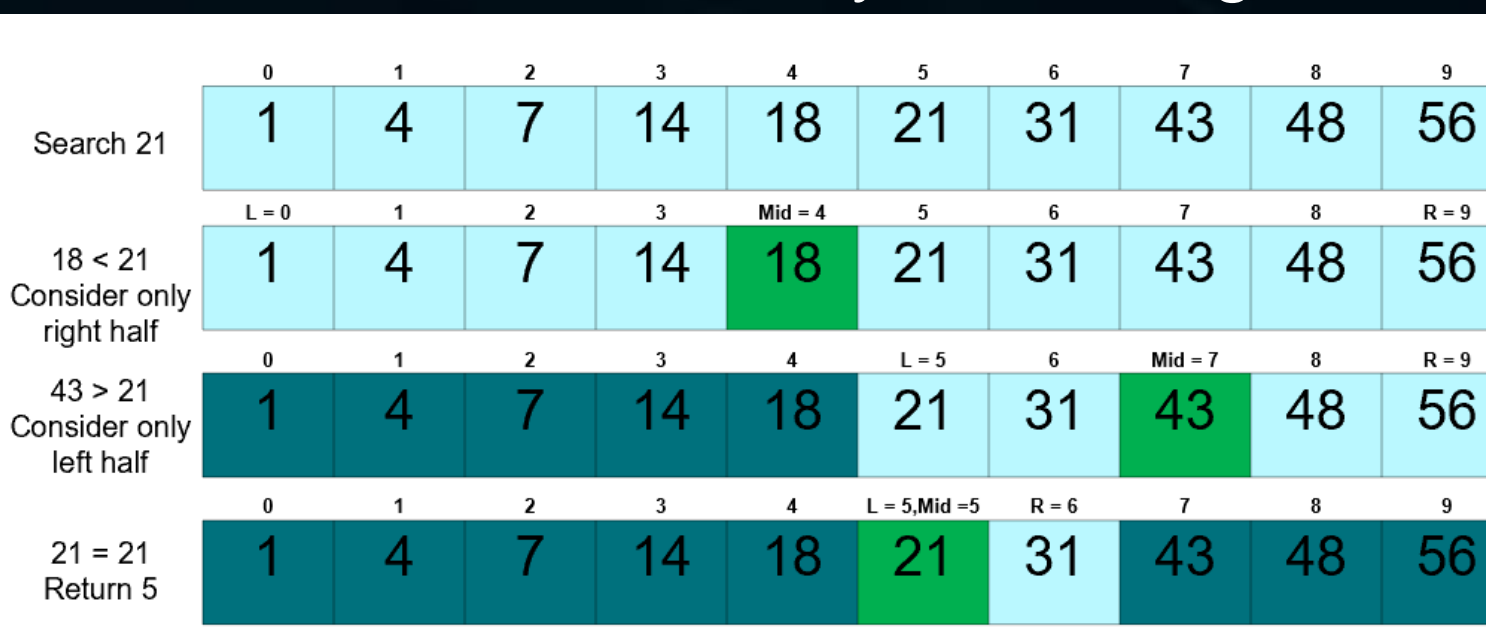 0 1 2 3 4 5 6 7 8 9
Search 21
1 4 7 14 18 21 31 43 48 56
L = 0 1 2 3 Mid = 4 5 6 7 8 R = 9
18 < 21
Consider only
right half
1 4 7 14 18 21 31 43 48 56
0 1 2 3 4 L = 5 6 Mid = 7 8 R = 9
43 > 21
Consider only
left half
1 4 7 14 18 21 31 43 48 56
0 1 2 3 4 L = 5,Mid =5 R = 6 7 8 9
21 = 21
Return 5
1 4 7 14 18 21 31 43 48 56